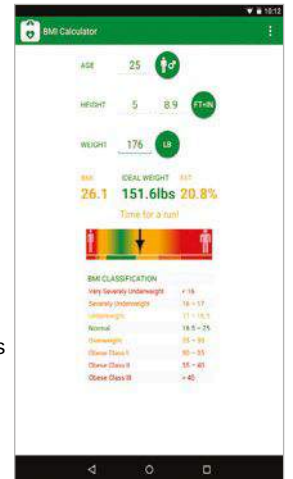 10:12
BMI Calculator
AGE 25
HEIGHT 5 8.9 FT+IN
WEIGHT 176 LB
BMI IDEAL WEIGHT FAT
26.1 151.6lbs 20.8%
Time for a run!
BMI CLASSIFICATION
Very Severely Underweight < 16
Severely Underweight 16 - 17
Underweight
Normal 18.5 - 25
Overweight 25 - 30
Obese Class I 30 - 35
Obese Class II 35 - 40
Obese Class III
s